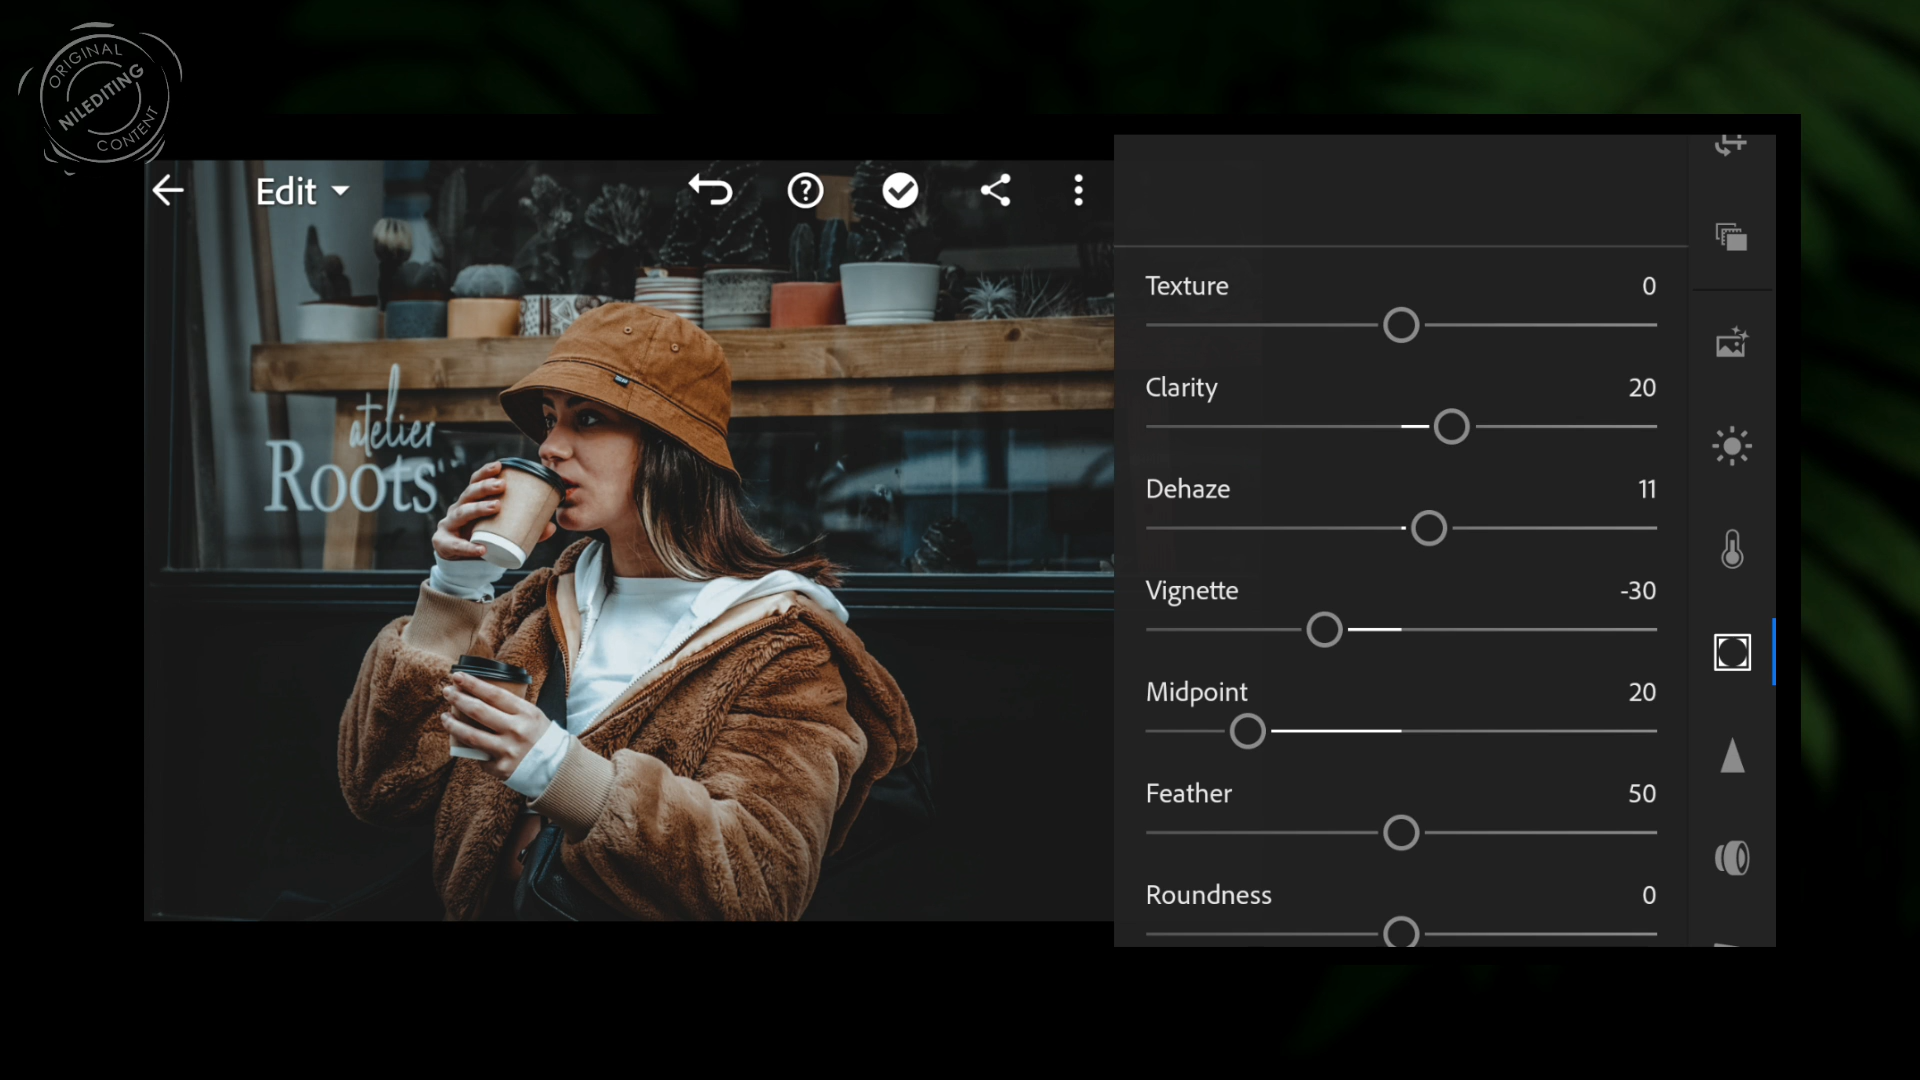 ORIGINAL
NILEDITING
CONTENT
Edit
atelier
Roots
Texture 0
Clarity 20
Dehaze 11
Vignette -30
Midpoint 20
Feather 50
Roundness 0